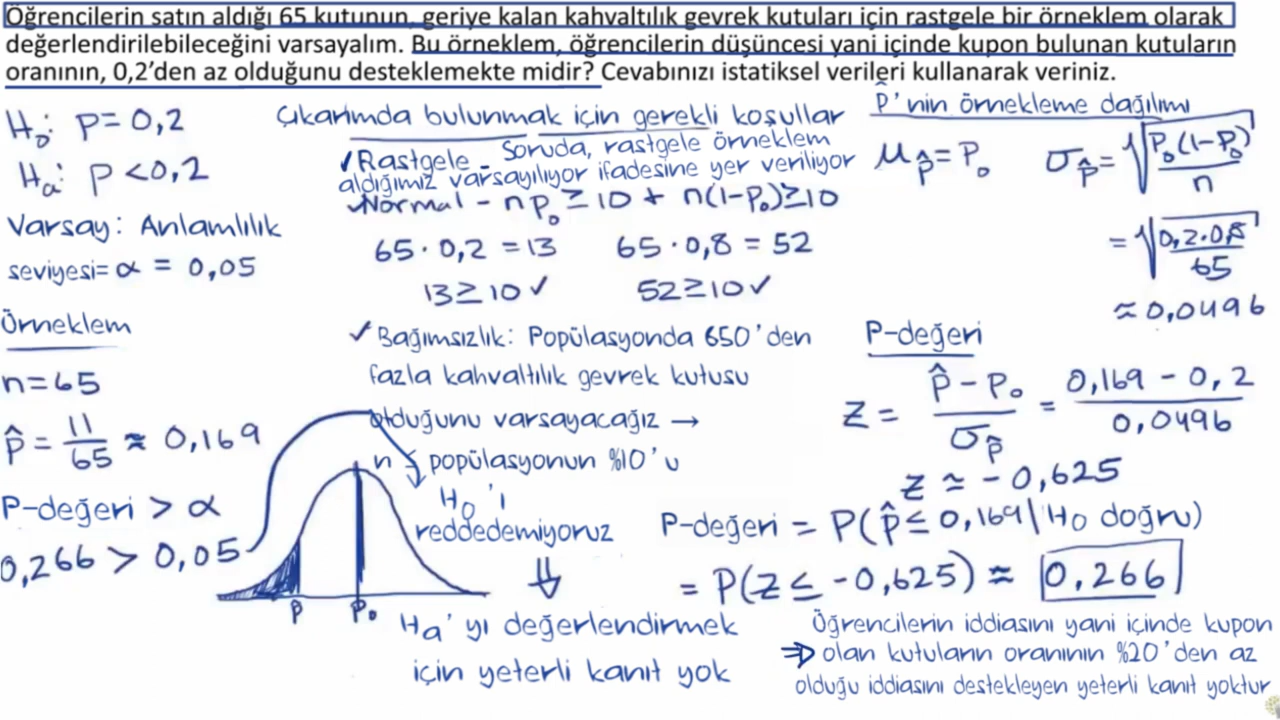 Öğrencilerin satın aldığı 65 kutunun, geriye kalan kahvaltılık gevrek kutuları için rastgele bir örneklem olarak
değerlendirilebileceğini varsayalım. Bu örneklem, öğrencilerin düşüncesi yani içinde kupon bulunan kutuların
oranının, 0,2'den az olduğunu desteklemekte midir? Cevabınızı istatiksel verileri kullanarak veriniz.
H₀: p = 0,2
Hₐ: p < 0,2
Varsay: Anlamlılık
seviyesi = α = 0,05
Örneklem
n = 65
p̂ = 11/65 ≈ 0,169
P-değeri > α
0,266 > 0,05
Çıkarımda bulunmak için gerekli koşullar
✓Rastgele - Soruda, rastgele örneklem
aldığımız varsayılıyor ifadesine yer veriliyor
✓Normal - np₀ ≥ 10 + n(1-P₀) ≥ 10
65 · 0,2 = 13 65 · 0,8 = 52
13 ≥ 10 ✓ 52 ≥ 10 ✓
✓ Bağımsızlık: Popülasyonda 650'den
fazla kahvaltılık gevrek kutusu
olduğunu varsayacağız →
n ≤ popülasyonun %10'u
H₀'ı
reddedemiyoruz
⇓
p̂ P₀
Hₐ'yı değerlendirmek
için yeterli kanıt yok
p̂'nin örnekleme dağılımı
μp̂ = P₀ σp̂ = √(P₀(1-P₀)/n)
= √(0,2·0,8/65)
≈ 0,0496
P-değeri
Z = (p̂ - P₀)/σp̂ = (0,169 - 0,2)/0,0496
Z ≈ -0,625
P-değeri = P(p̂ ≤ 0,169 | H₀ doğru)
= P(Z ≤ -0,625) ≈ 0,266
Öğrencilerin iddiasını yani içinde kupon
⇒ olan kutuların oranının %20'den az
olduğu iddiasını destekleyen yeterli kanıt yoktur